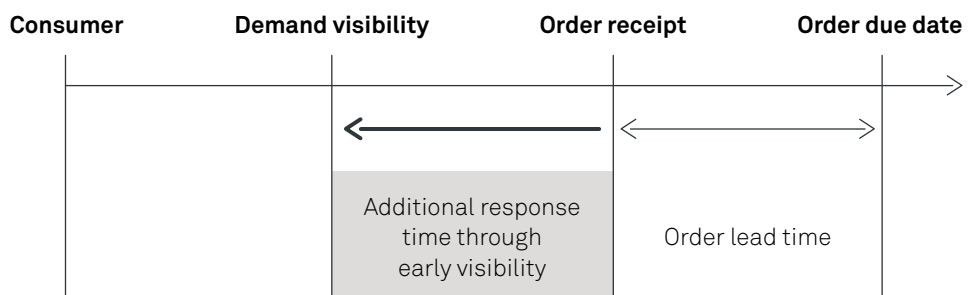 Consumer Demand visibility Order receipt Order due date
Additional response
time through
early visibility
Order lead time